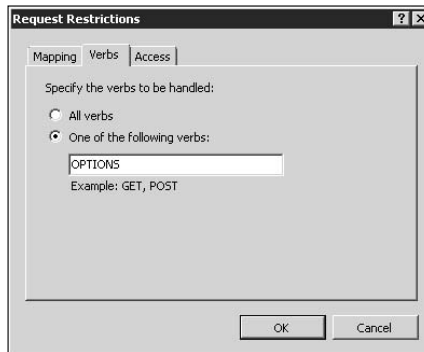 Request Restrictions
Mapping Verbs Access
Specify the verbs to be handled:
All verbs
One of the following verbs:
OPTIONS
Example: GET, POST
OK Cancel